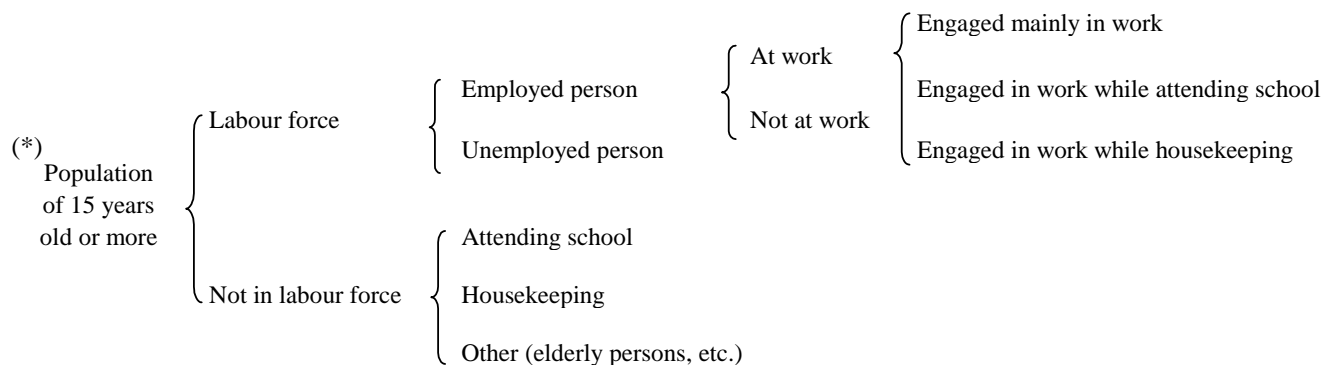 Engaged mainly in work
At work
Employed person
Engaged in work while attending school
Labour force
Not at work
(*)
Unemployed person
Engaged in work while housekeeping
Population
of 15 years
old or more
Attending school
Not in labour force
Housekeeping
Other (elderly persons, etc.)